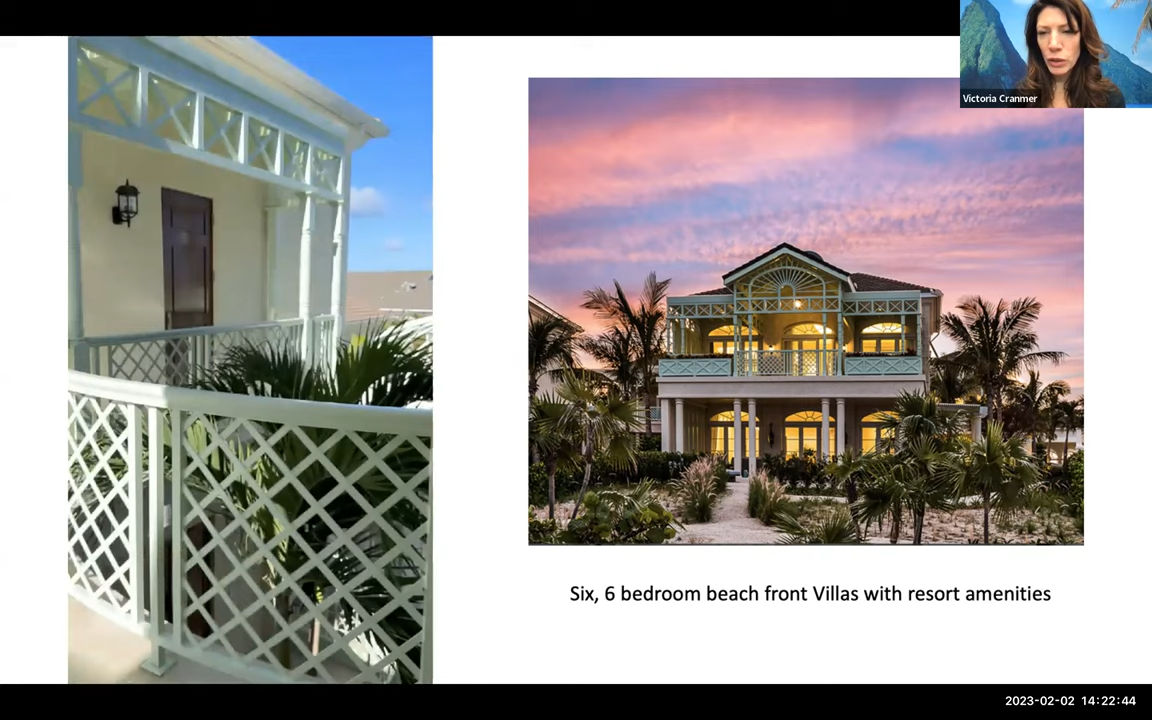 Victoria Cranmer
Six, 6 bedroom beach front Villas with resort amenities
2023-02-02 14:22:44